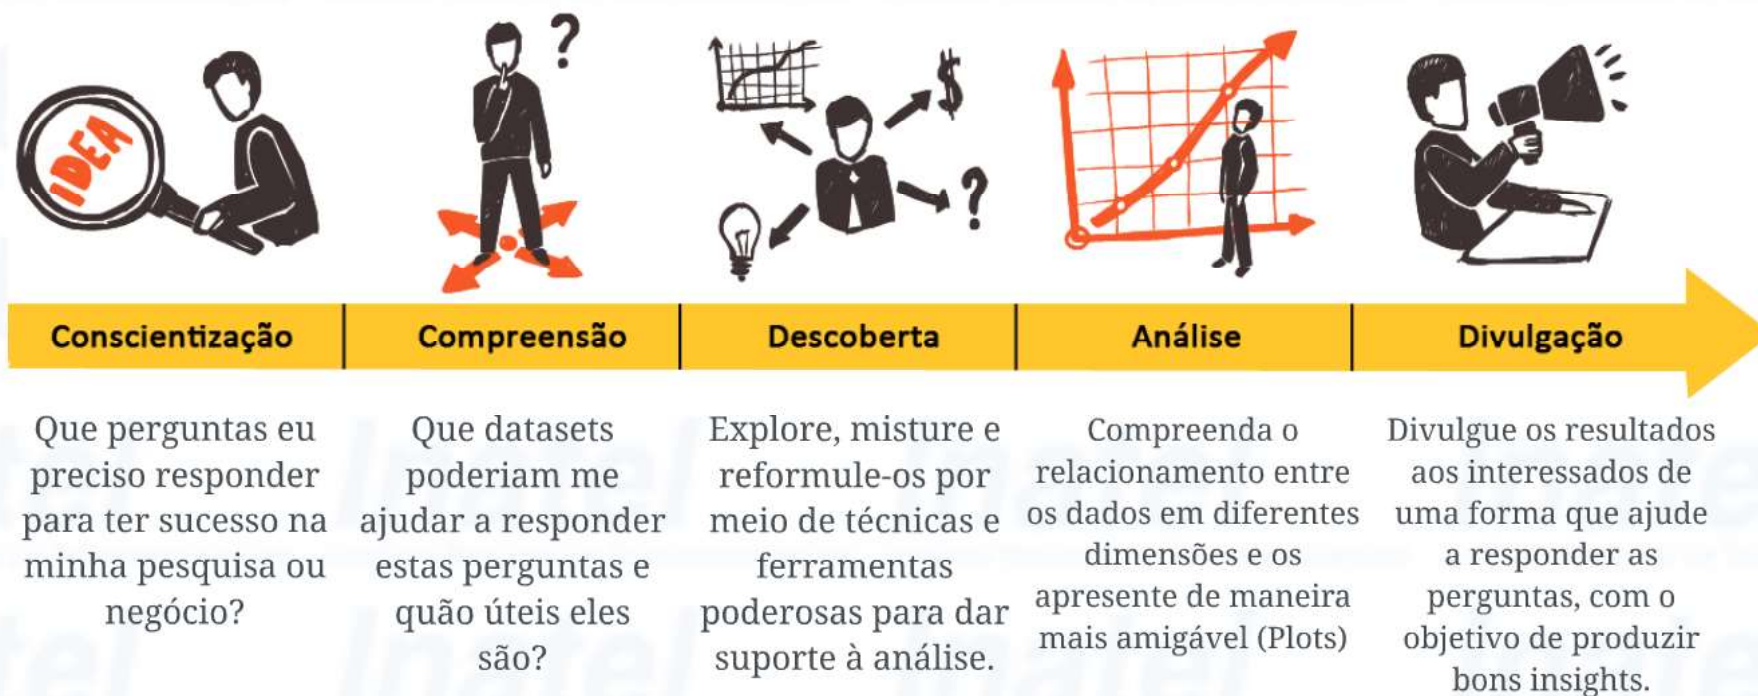 IDEA
?
$
?
Conscientização
Compreensão
Descoberta
Análise
Divulgação
Que perguntas eu
preciso responder
para ter sucesso na
minha pesquisa ou
negócio?
Que datasets
poderiam me
ajudar a responder
estas perguntas e
quão úteis eles
são?
Explore, misture e
reformule-os por
meio de técnicas e
ferramentas
poderosas para dar
suporte à análise.
Compreenda o
relacionamento entre
os dados em diferentes
dimensões e os
apresente de maneira
mais amigável (Plots)
Divulgue os resultados
aos interessados de
uma forma que ajude
a responder as
perguntas, com o
objetivo de produzir
bons insights.
Inatel
Inatel
Inatel
Inatel